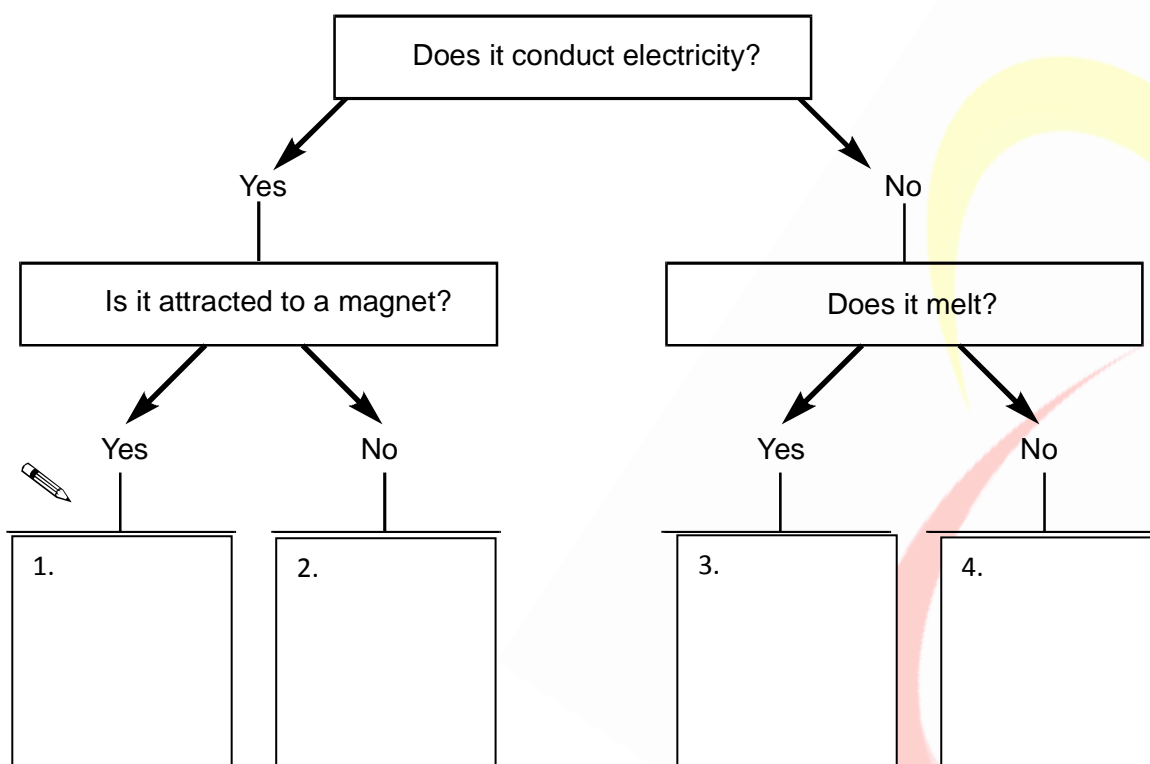 Does it conduct electricity?
Yes
No
Is it attracted to a magnet?
Does it melt?
Yes
No
Yes
No
1.
2.
3.
4.